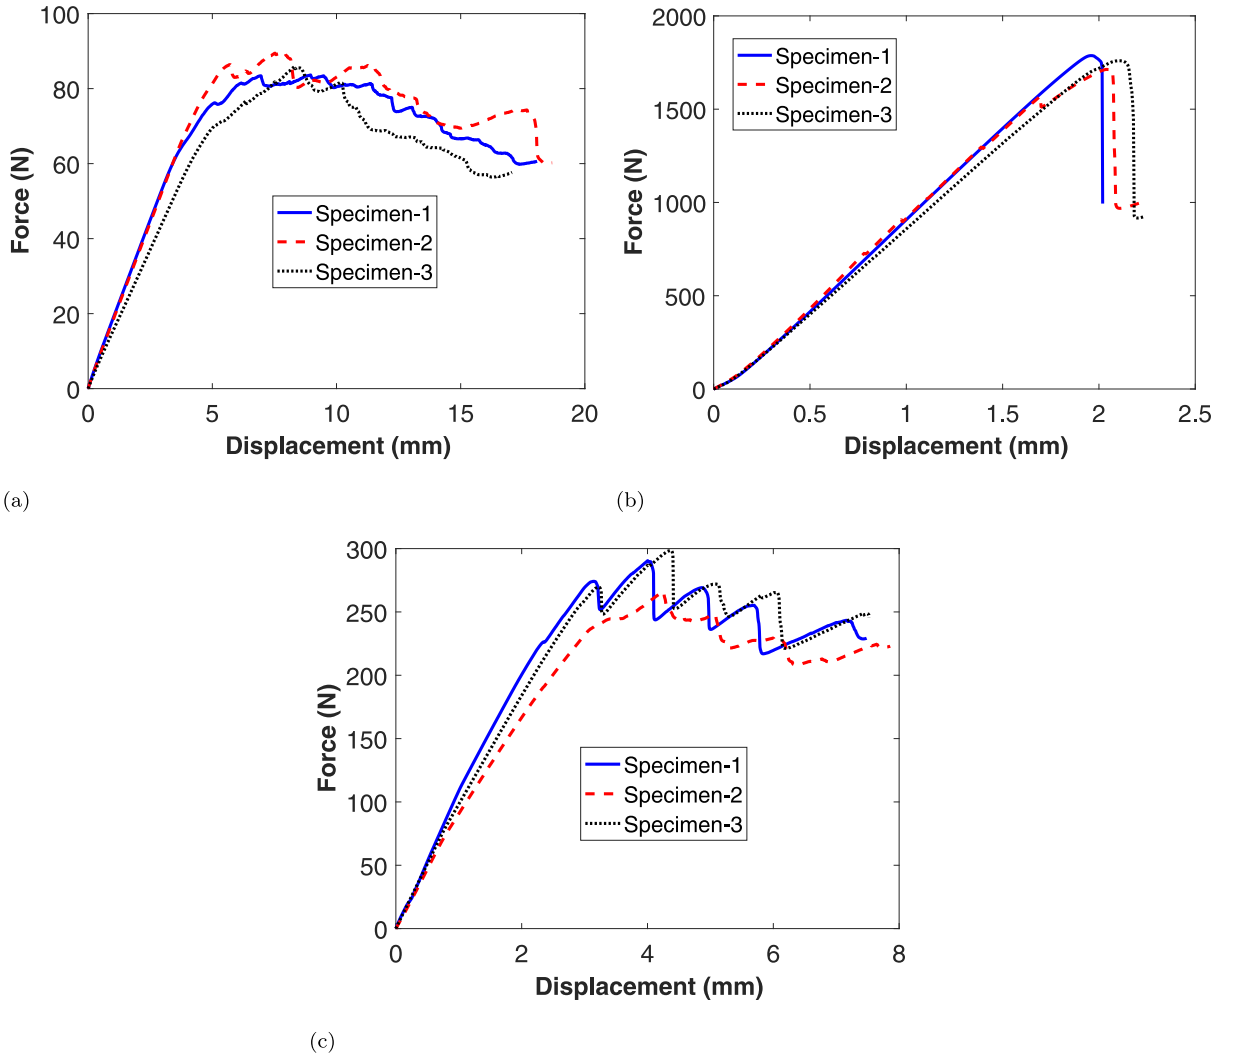 100
80
60
40
20
0
Force (N)
Specimen-1
Specimen-2
Specimen-3
0 5 10 15 20
Displacement (mm)
(a)
2000
1500
1000
500
0
Force (N)
Specimen-1
Specimen-2
Specimen-3
0 0.5 1 1.5 2 2.5
Displacement (mm)
(b)
300
250
200
150
100
50
0
Force (N)
Specimen-1
Specimen-2
Specimen-3
0 2 4 6 8
Displacement (mm)
(c)